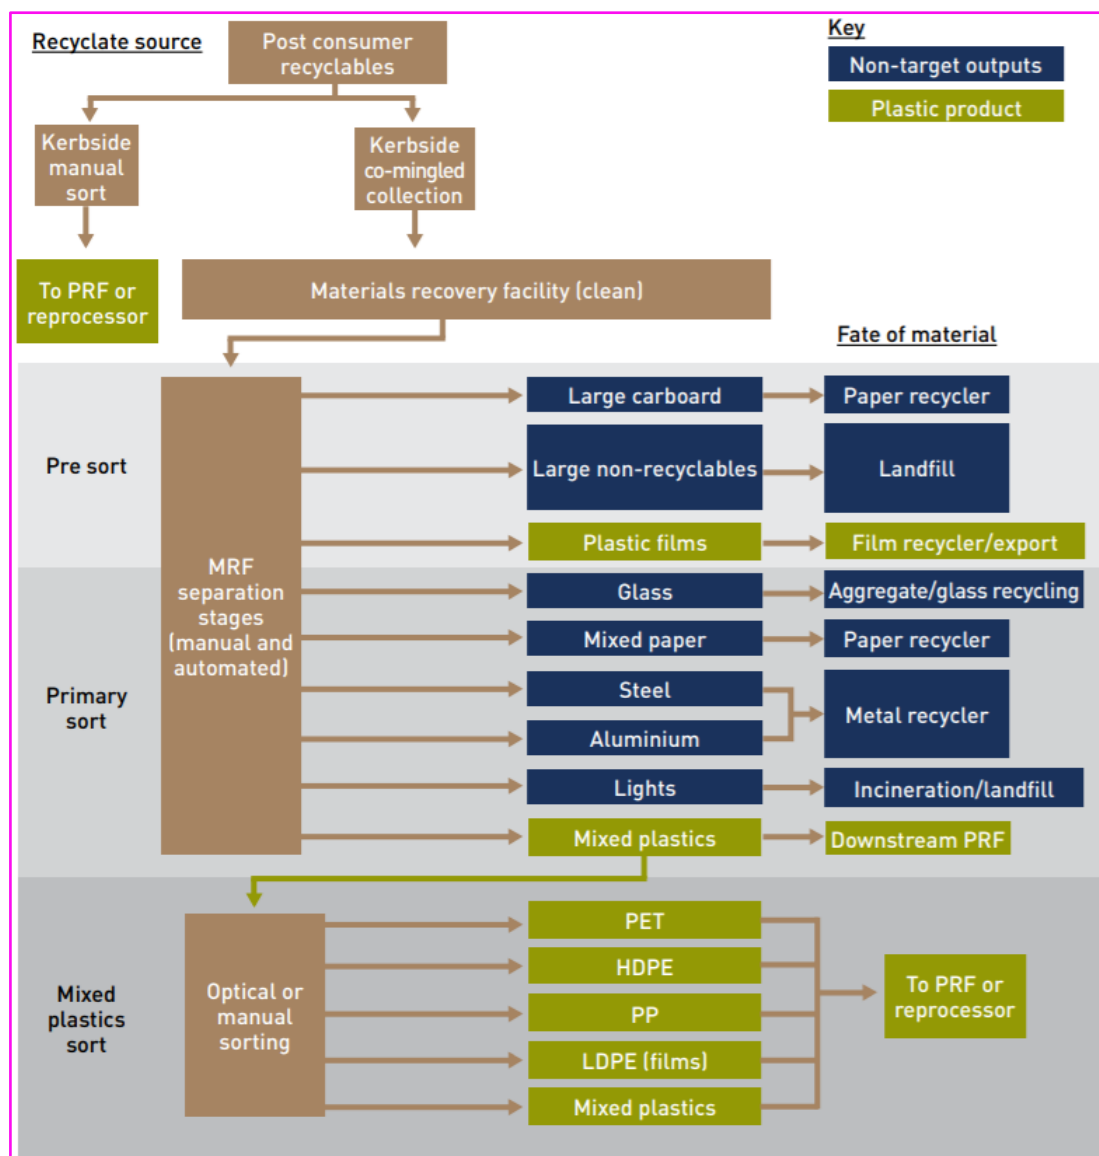 Recyclate source
Post consumer
recyclables
Key
Non-target outputs
Plastic product
Kerbside
manual
sort
Kerbside
co-mingled
collection
To PRF or
reprocessor
Materials recovery facility (clean)
Fate of material
Pre sort
MRF
separation
stages
(manual and
automated)
Large carboard
Paper recycler
Large non-recyclables
Landfill
Plastic films
Film recycler/export
Primary
sort
Glass
Aggregate/glass recycling
Mixed paper
Paper recycler
Steel
Aluminium
Metal recycler
Lights
Incineration/landfill
Mixed plastics
Downstream PRF
Mixed
plastics
sort
Optical or
manual
sorting
PET
HDPE
PP
LDPE (films)
Mixed plastics
To PRF or
reprocessor